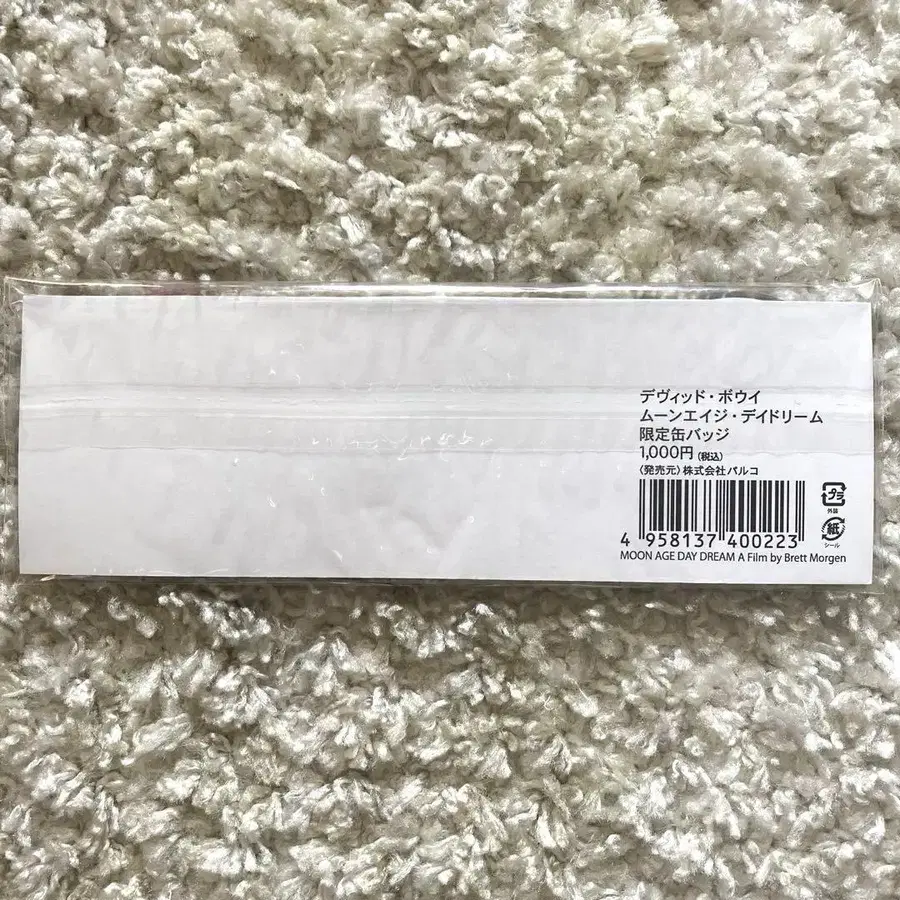 デヴィッド・ボウイ
ムーンエイジ・デイドリーム
限定缶バッジ
1,000円 (税込)
〈発売元〉株式会社パルコ
プラ
外装
紙
シール
4 958137 400223
MOON AGE DAY DREAM A Film by Brett Morgen